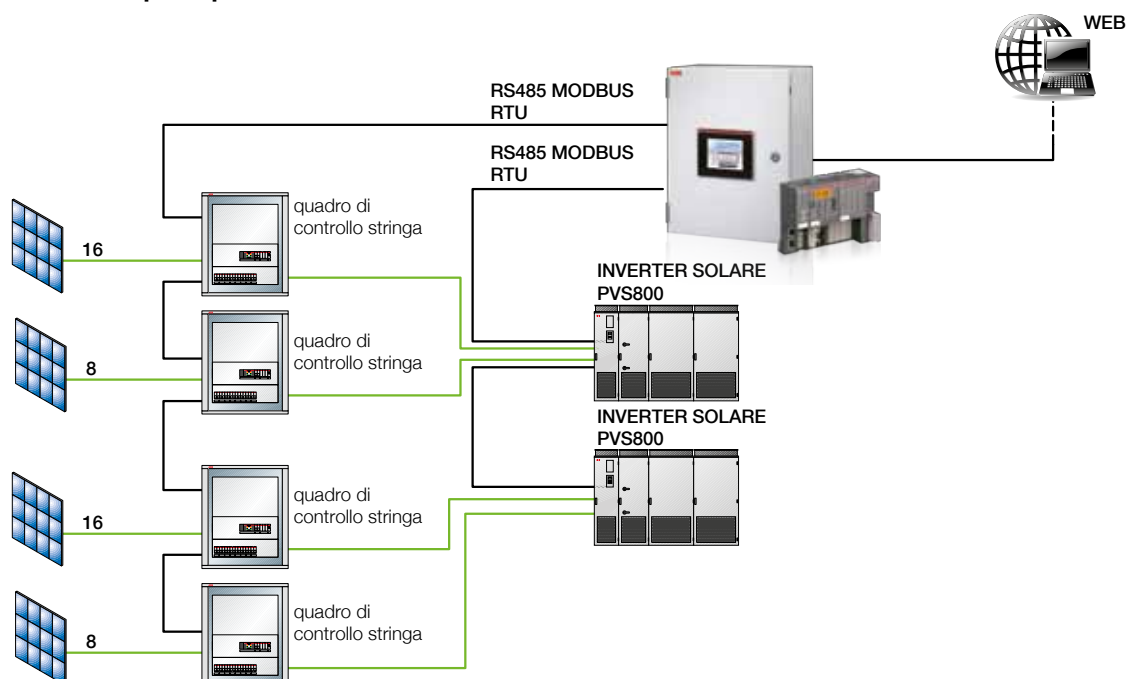 WEB
RS485 MODBUS
RTU
RS485 MODBUS
RTU
quadro di
controllo stringa
16
INVERTER SOLARE
PVS800
quadro di
controllo stringa
8
INVERTER SOLARE
PVS800
quadro di
controllo stringa
16
quadro di
controllo stringa
8